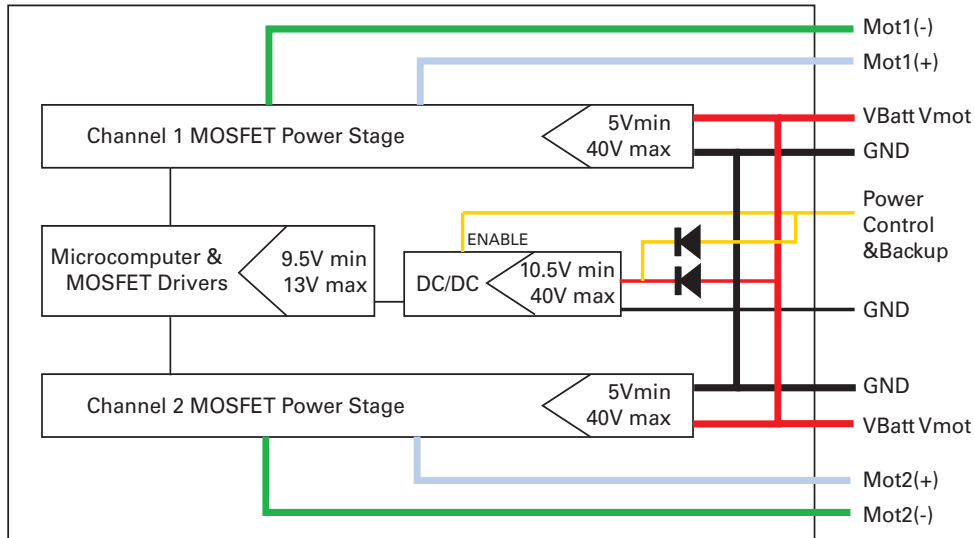 Mot1(-)
Mot1(+)
Channel 1 MOSFET Power Stage
5Vmin
40V max
VBatt Vmot
GND
Power
Control
&Backup
Microcomputer &
MOSFET Drivers
9.5V min
13V max
ENABLE
DC/DC
10.5V min
40V max
GND
Channel 2 MOSFET Power Stage
5Vmin
40V max
GND
VBatt Vmot
Mot2(+)
Mot2(-)